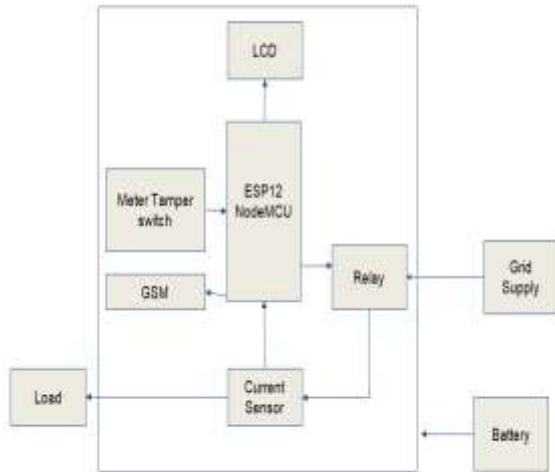 LCD
ESP12
NodeMCU
Meter Tamper
switch
GSM
Relay
Grid
Supply
Load
Current
Sensor
Battery